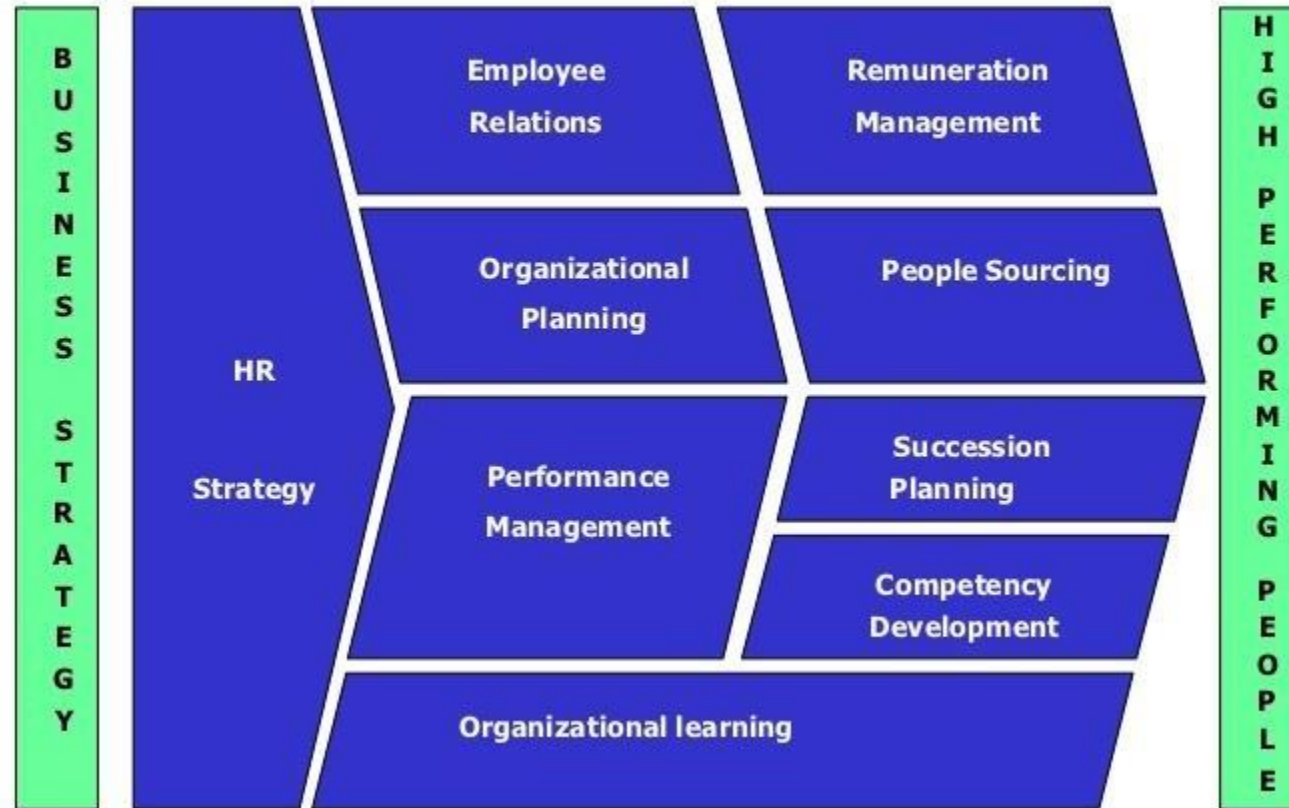 BUSINESS STRATEGY
HR
Strategy
Employee
Relations
Remuneration
Management
Organizational
Planning
People Sourcing
Performance
Management
Succession
Planning
Competency
Development
Organizational learning
HIGH PERFORMING PEOPLE